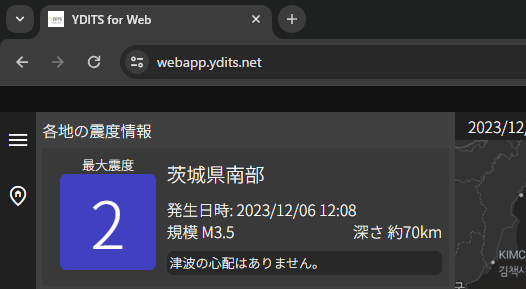 YDITS for Web
webapp.ydits.net
各地の震度情報
2023/12/
最大震度
2
茨城県南部
発生日時: 2023/12/06 12:08
規模 M3.5 深さ 約70km
津波の心配はありません。
KIMC
김책시
구